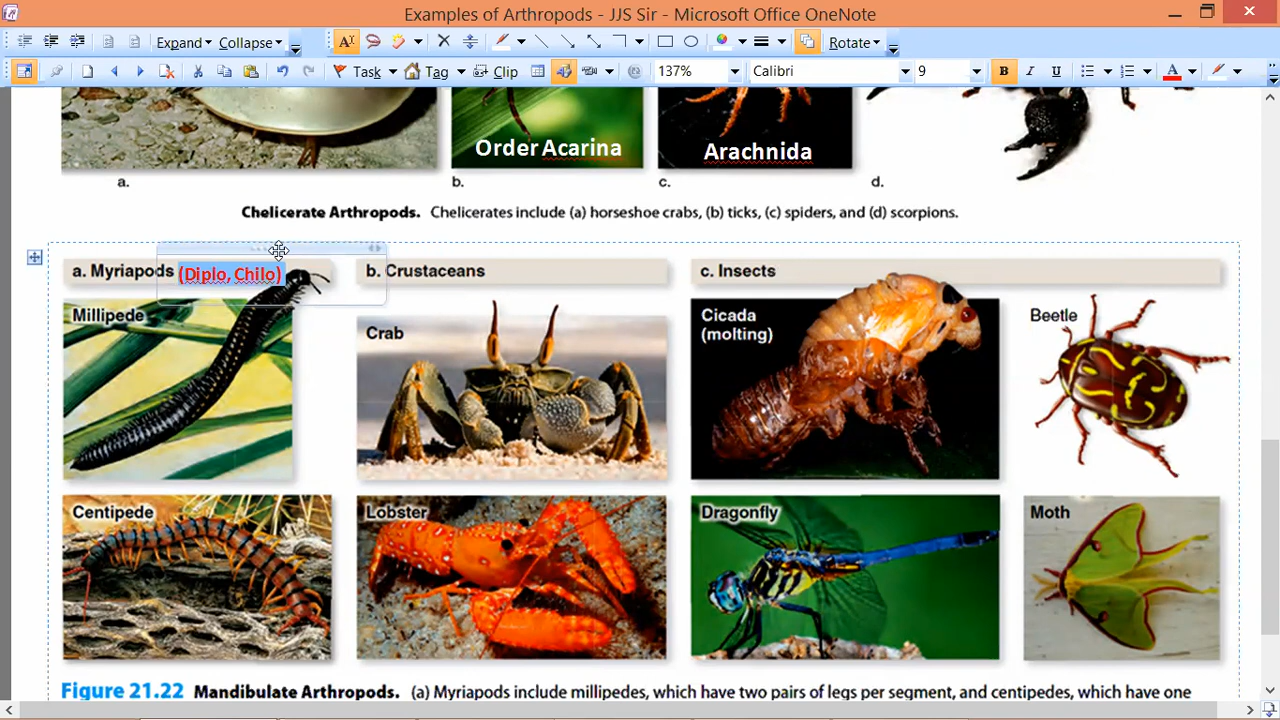 Examples of Arthropods - JJS Sir - Microsoft Office OneNote
Expand Collapse Rotate
Task Tag Clip 137% Calibri 9 B I U
Order Acarina
Arachnida
a. b. c. d.
Chelicerate Arthropods. Chelicerates include (a) horseshoe crabs, (b) ticks, (c) spiders, and (d) scorpions.
a. Myriapods (Diplo, Chilo)
b. Crustaceans
c. Insects
Millipede
Crab
Cicada
(molting)
Beetle
Centipede
Lobster
Dragonfly
Moth
Figure 21.22 Mandibulate Arthropods. (a) Myriapods include millipedes, which have two pairs of legs per segment, and centipedes, which have one